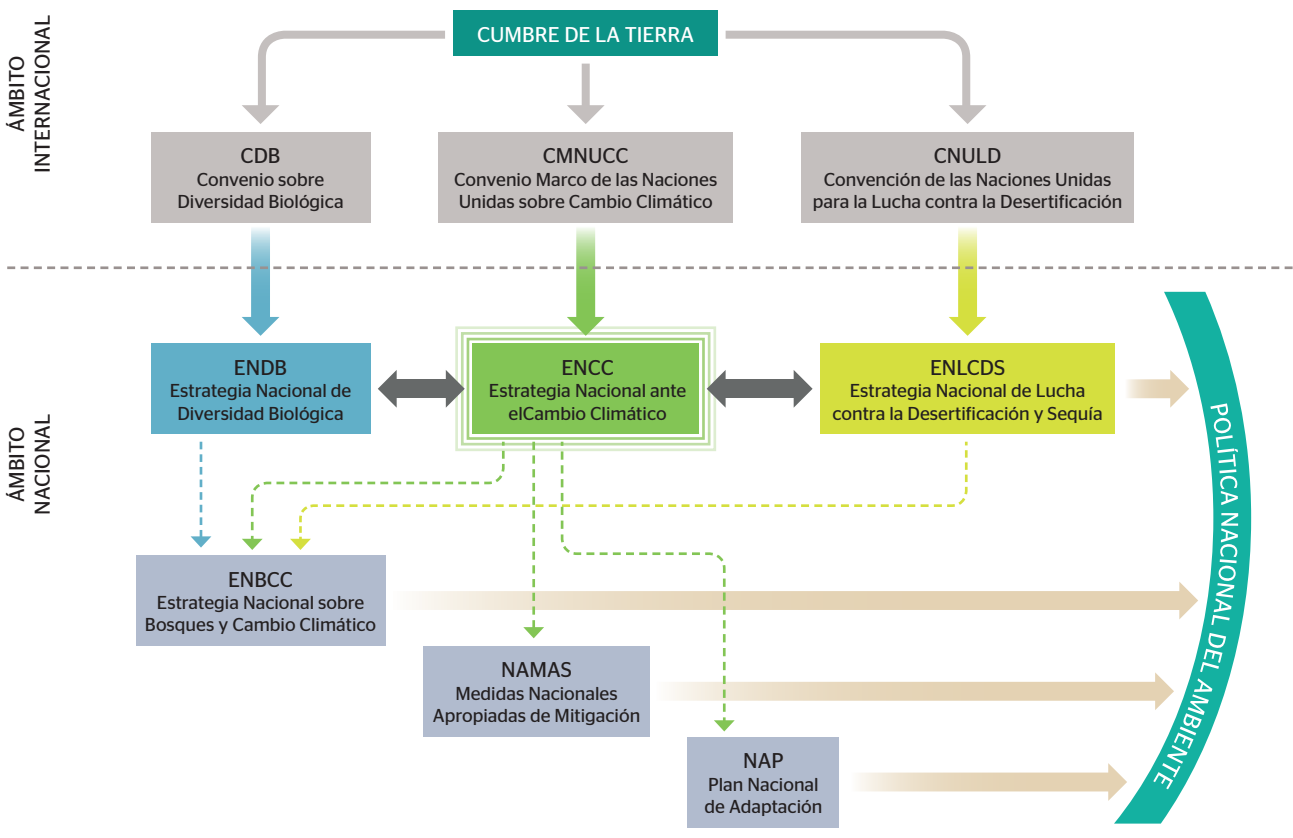 CUMBRE DE LA TIERRA
ÁMBITO
INTERNACIONAL
CDB
Convenio sobre
Diversidad Biológica
CMNUCC
Convenio Marco de las Naciones
Unidas sobre Cambio Climático
CNULD
Convención de las Naciones Unidas
para la Lucha contra la Desertificación
ÁMBITO
NACIONAL
ENDB
Estrategia Nacional de
Diversidad Biológica
ENCC
Estrategia Nacional ante
elCambio Climático
ENLCDS
Estrategia Nacional de Lucha
contra la Desertificación y Sequía
ENBCC
Estrategia Nacional sobre
Bosques y Cambio Climático
NAMAS
Medidas Nacionales
Apropiadas de Mitigación
NAP
Plan Nacional
de Adaptación
POLÍTICA NACIONAL DEL AMBIENTE